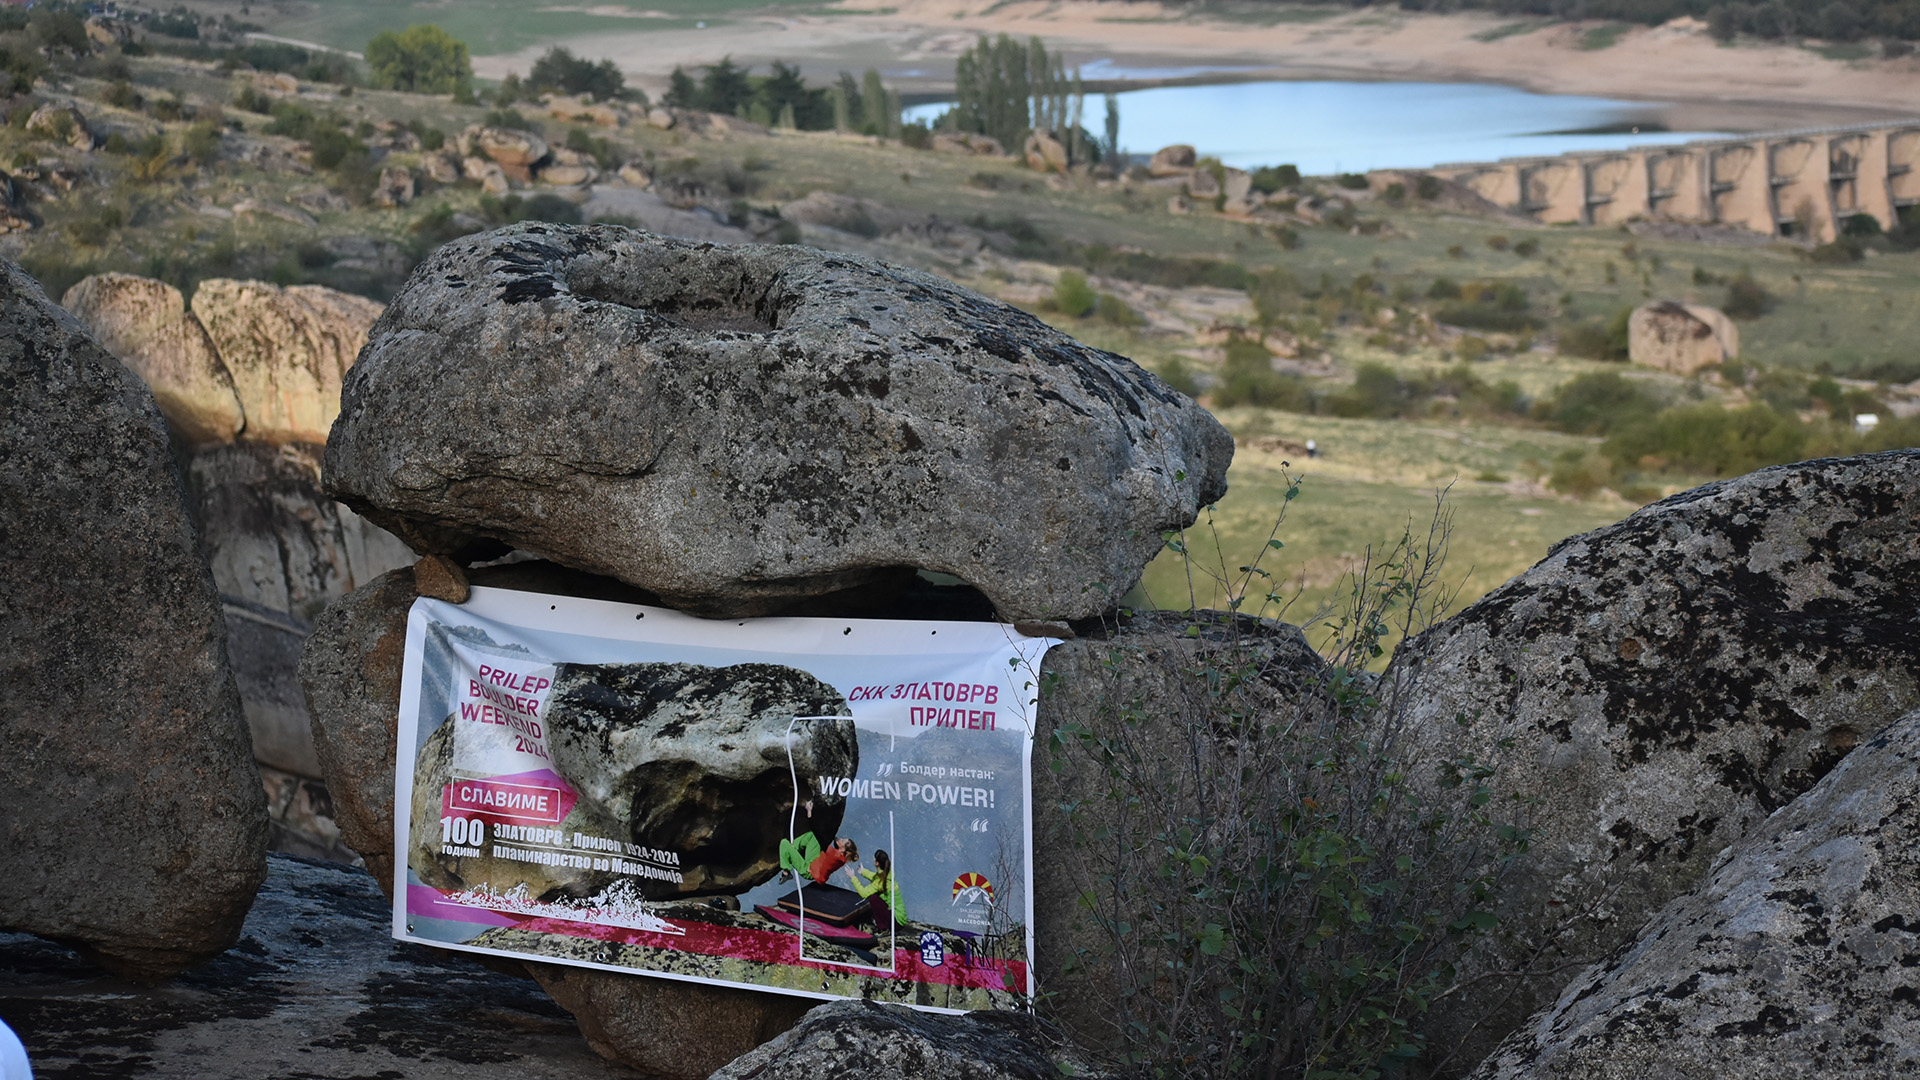 PRILEP
BOULDER
WEEKEND
2024
СЛАВИМЕ
100
ГОДИНИ
ЗЛАТОВРВ - Прилеп 1924-2024
планинарство во Македонија
СКК ЗЛАТОВРВ
ПРИЛЕП
Болдер настан:
WOMEN POWER!
MACEDONIA